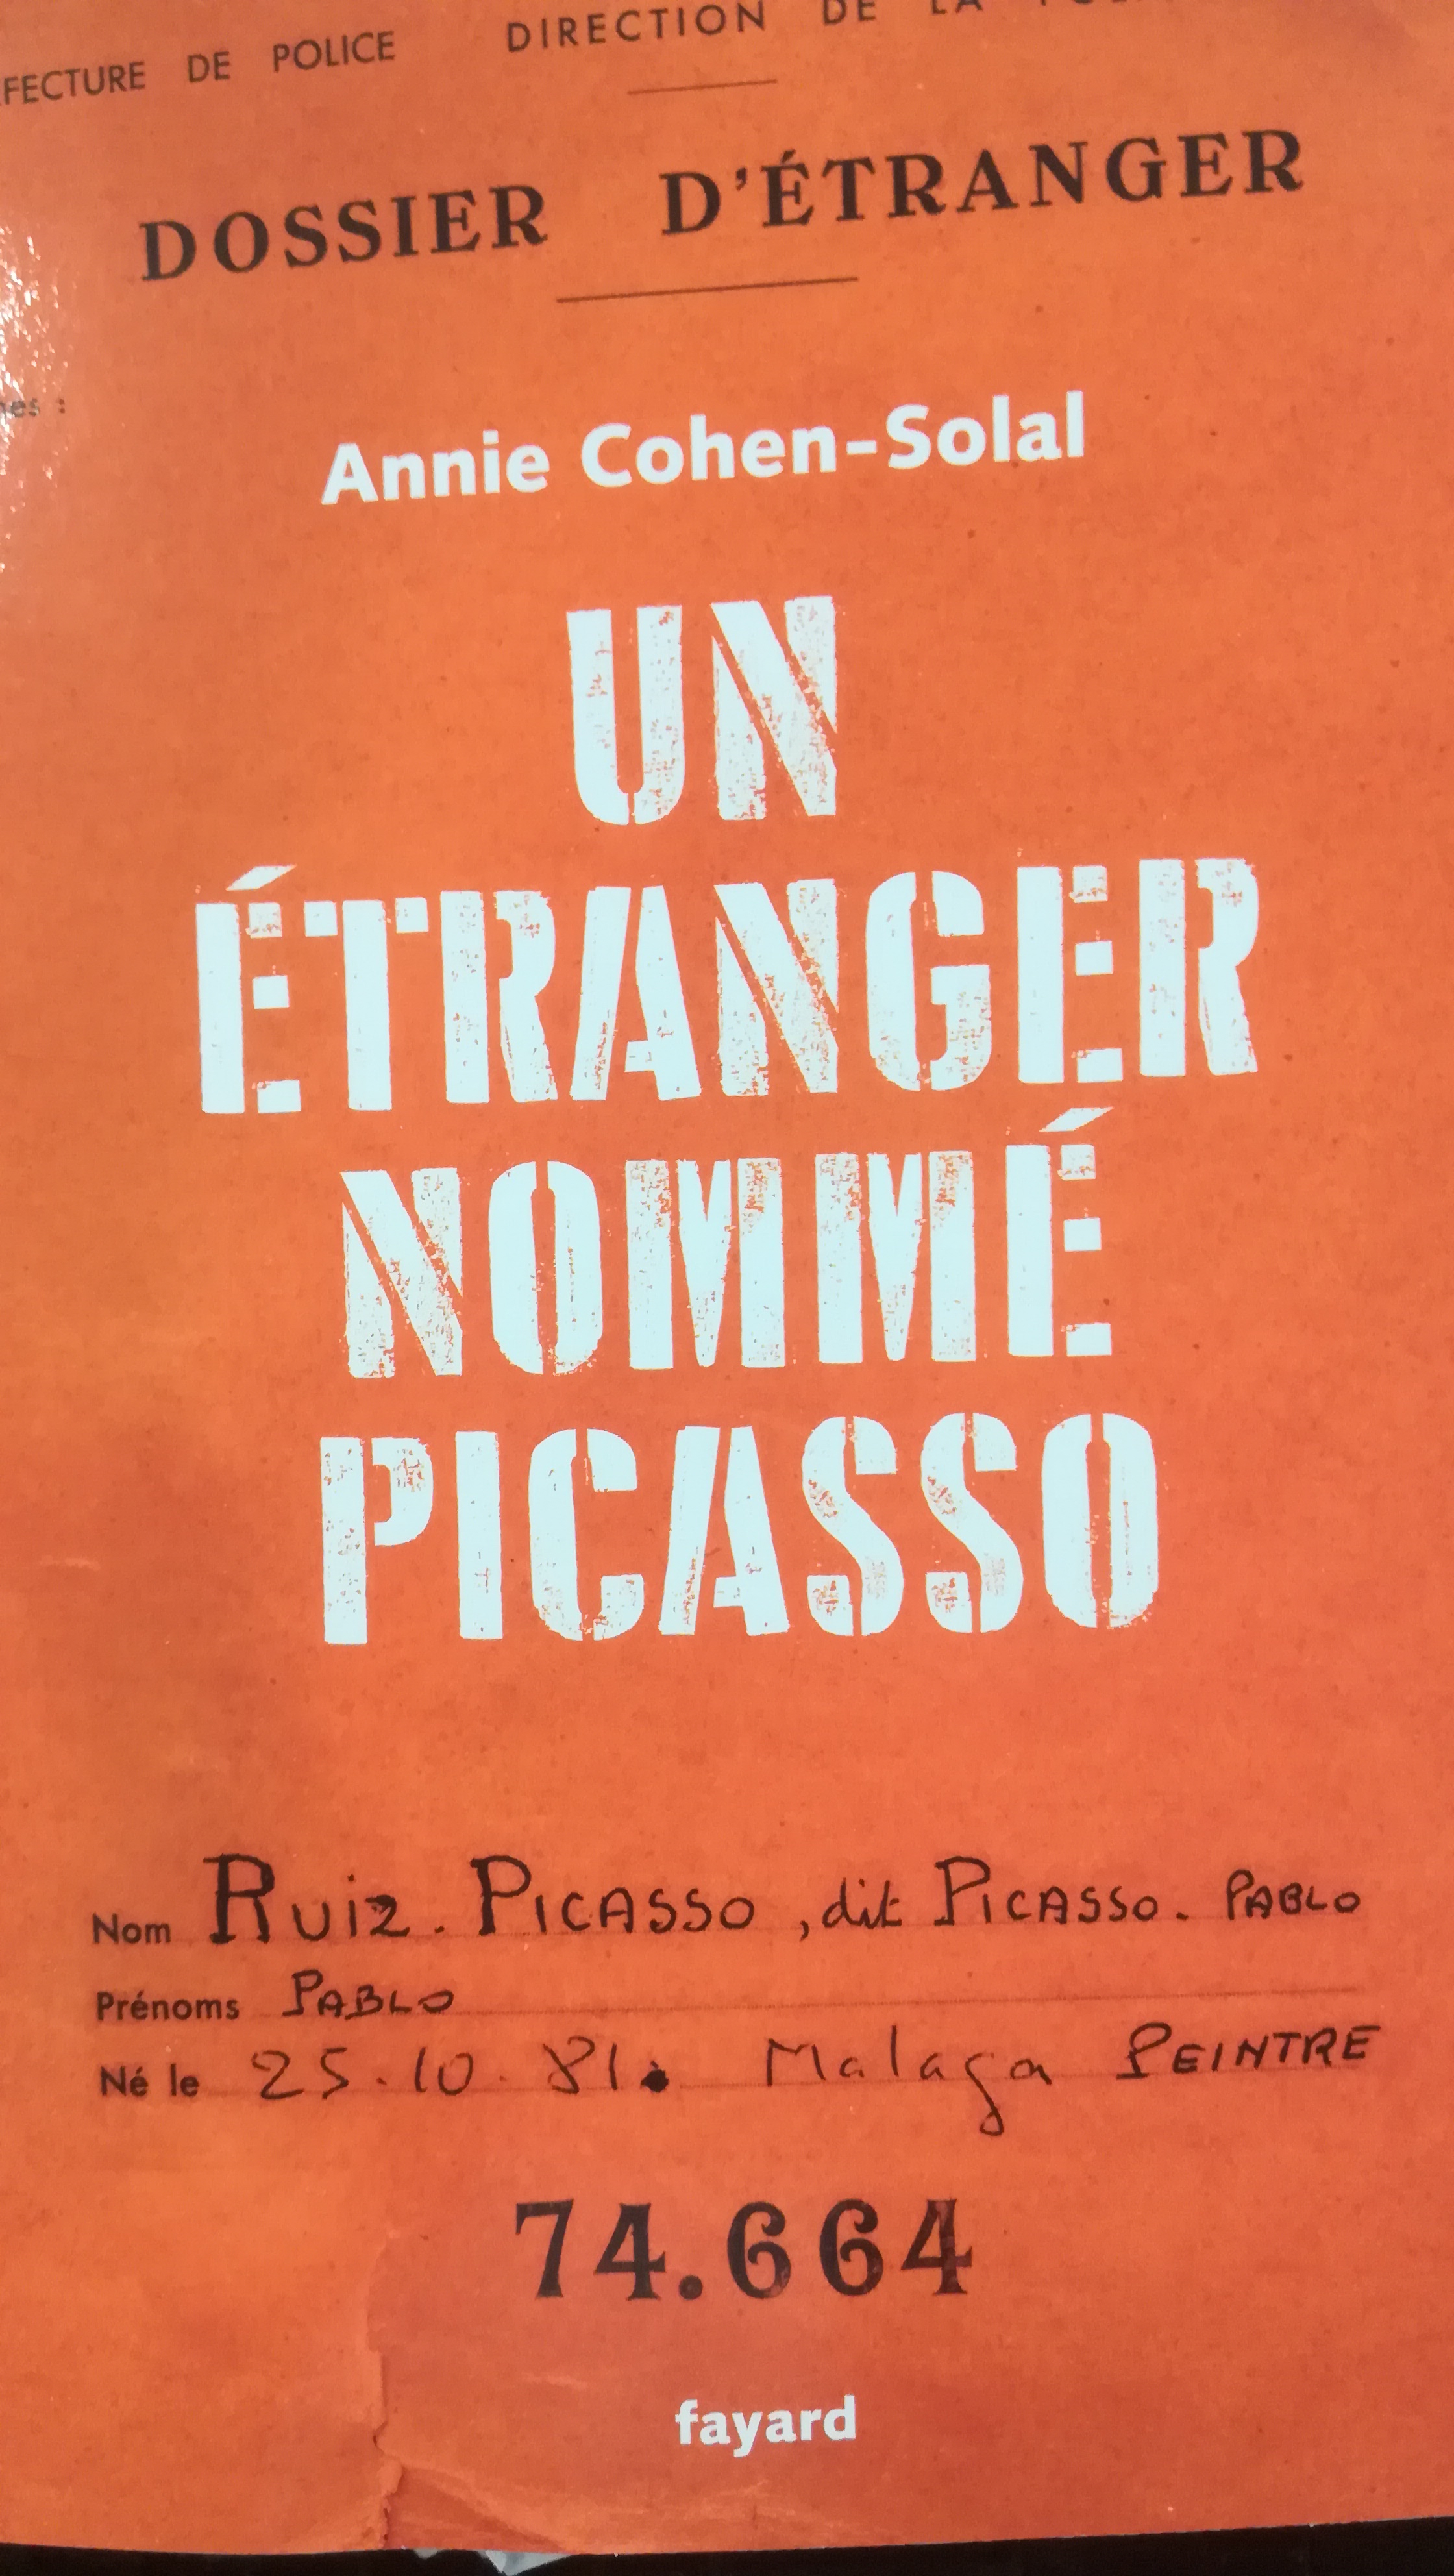 DE POLICE DIRECTION DE LA
DOSSIER D'ÉTRANGER
Annie Cohen-Solal
UN
ÉTRANGER
NOMMÉ
PICASSO
Nom Ruiz. PICASSO, dit PICASSO. PABLO
Prénoms PABLO
Né le 25.10.81. Malaga PEINTRE
74.664
fayard